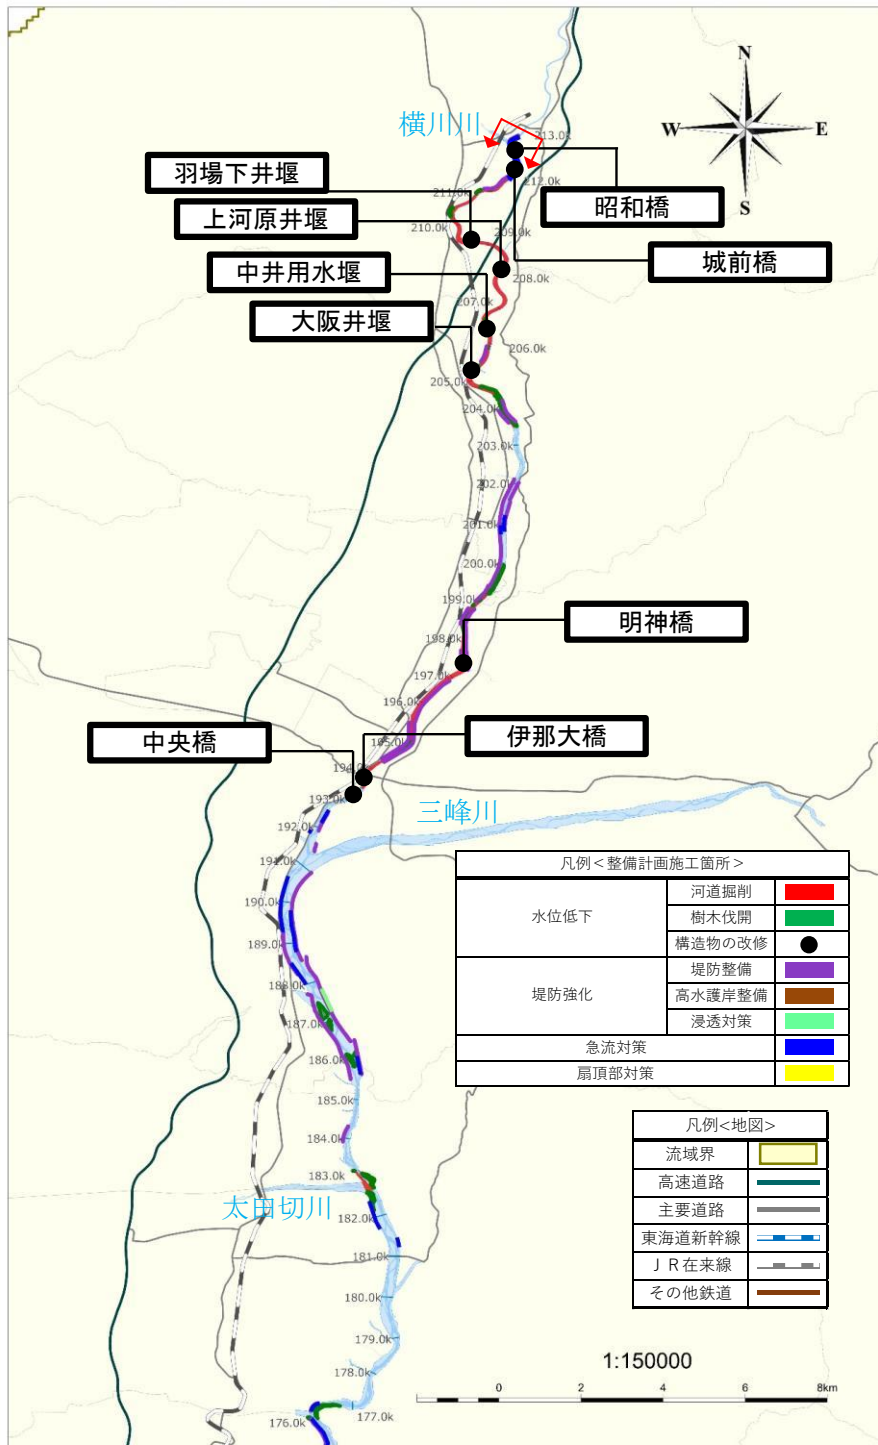 N
W
E
S
横川川
213.0k
羽場下井堰
212.0k
211.0k
昭和橋
上河原井堰
210.0k
209.0k
城前橋
中井用水堰
208.0k
207.0k
大阪井堰
206.0k
205.0k
204.0k
203.0k
202.0k
201.0k
200.0k
199.0k
明神橋
198.0k
197.0k
196.0k
中央橋
伊那大橋
195.0k
194.0k
193.0k
三峰川
192.0k
191.0k
190.0k
189.0k
188.0k
187.0k
186.0k
185.0k
184.0k
183.0k
太田切川
182.0k
181.0k
180.0k
179.0k
178.0k
177.0k
176.0k
凡例＜整備計画施工箇所＞
水位低下
河道掘削
樹木伐開
構造物の改修
堤防強化
堤防整備
高水護岸整備
浸透対策
急流対策
扇頂部対策
凡例<地図>
流域界
高速道路
主要道路
東海道新幹線
ＪＲ在来線
その他鉄道
1:150000
0 2 4 8km